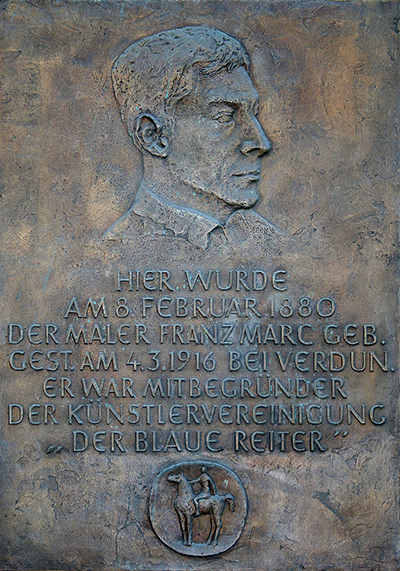 HIER WURDE
AM 8. FEBRUAR 1880
DER MALER FRANZ MARC GEB.
GEST. AM 4.3.1916 BEI VERDUN.
ER WAR MITBEGRÜNDER
DER KÜNSTLERVEREINIGUNG
„DER BLAUE REITER”